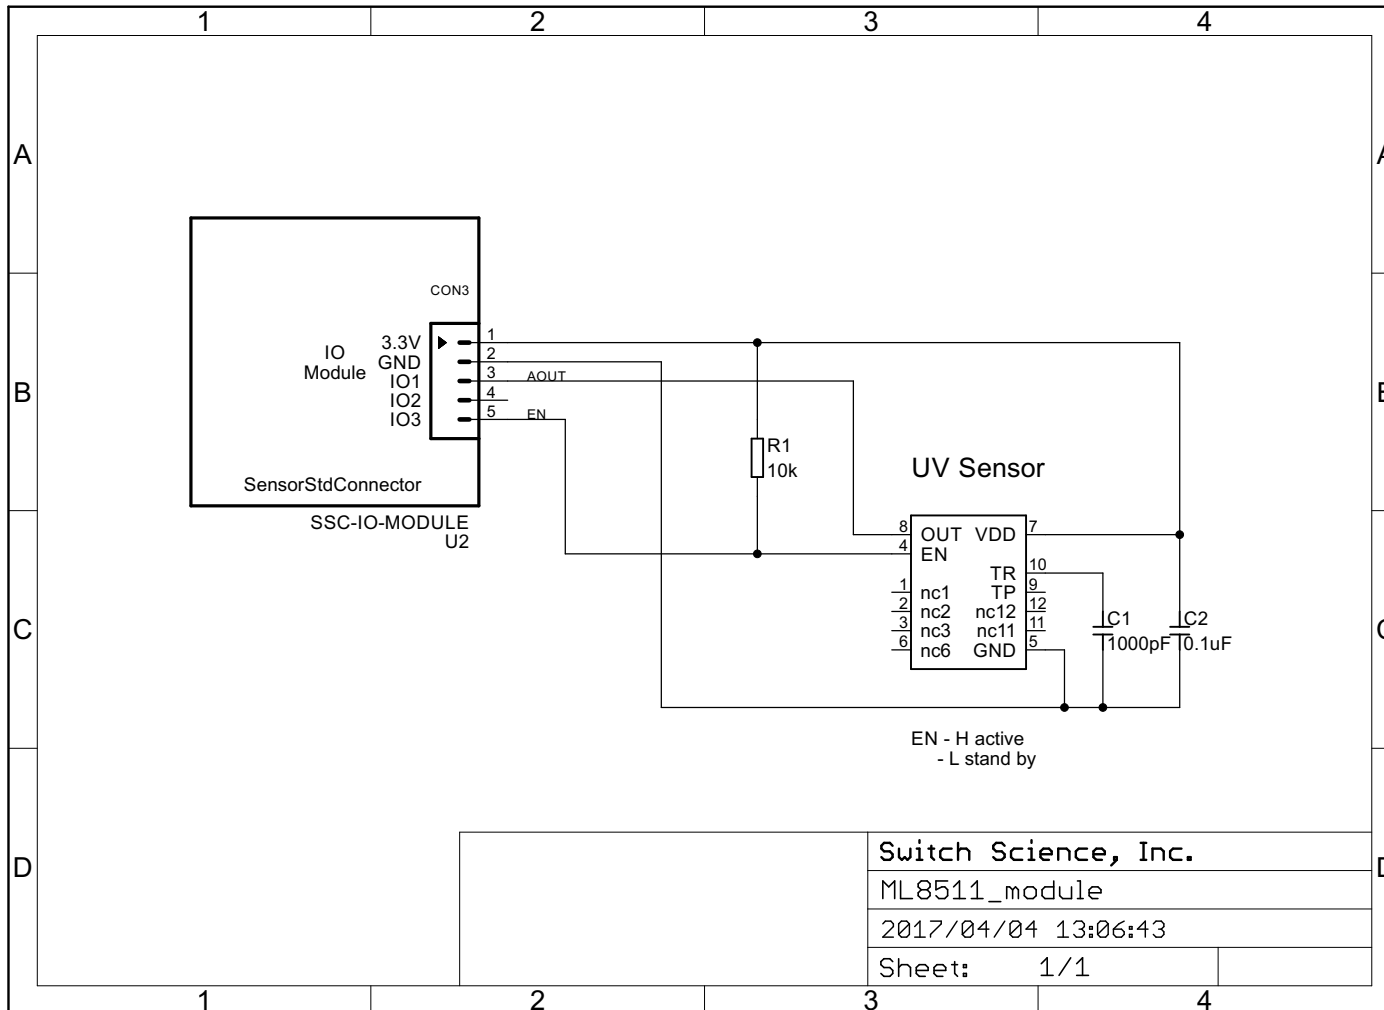 1 2 3 4
A A
CON3
3.3V 1
GND 2
IO Module
IO1 3 AOUT
IO2 4
IO3 5 EN
B B
R1
10k
SensorStdConnector
SSC-IO-MODULE
U2
UV Sensor
8 OUT VDD 7
4 EN
TR 10
1 nc1 TP 9
2 nc2 nc12 12
3 nc3 nc11 11
6 nc6 GND 5
C1
1000pF
C2
0.1uF
C C
EN - H active
- L stand by
D D
Switch Science, Inc.
ML8511_module
2017/04/04 13:06:43
Sheet: 1/1
1 2 3 4